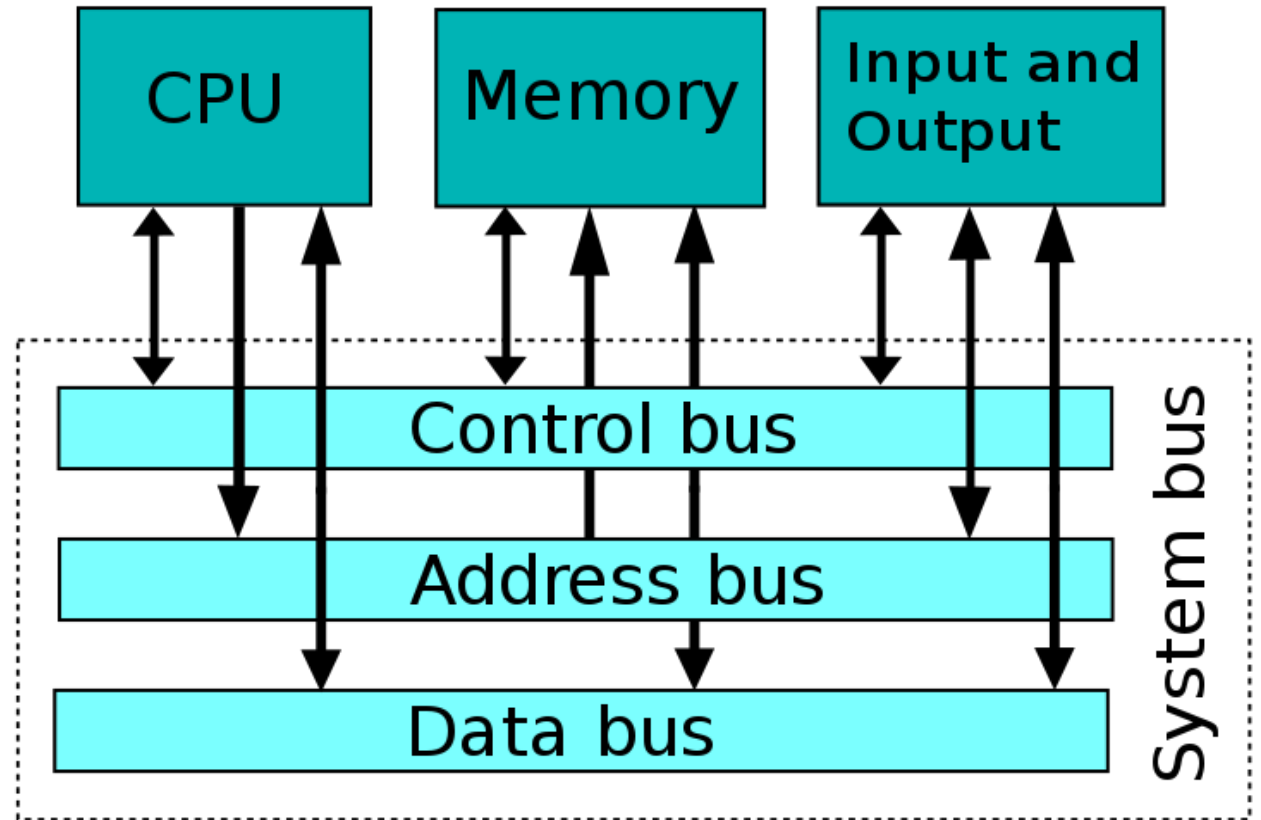 CPU
Memory
Input and
Output
Control bus
Address bus
Data bus
System bus